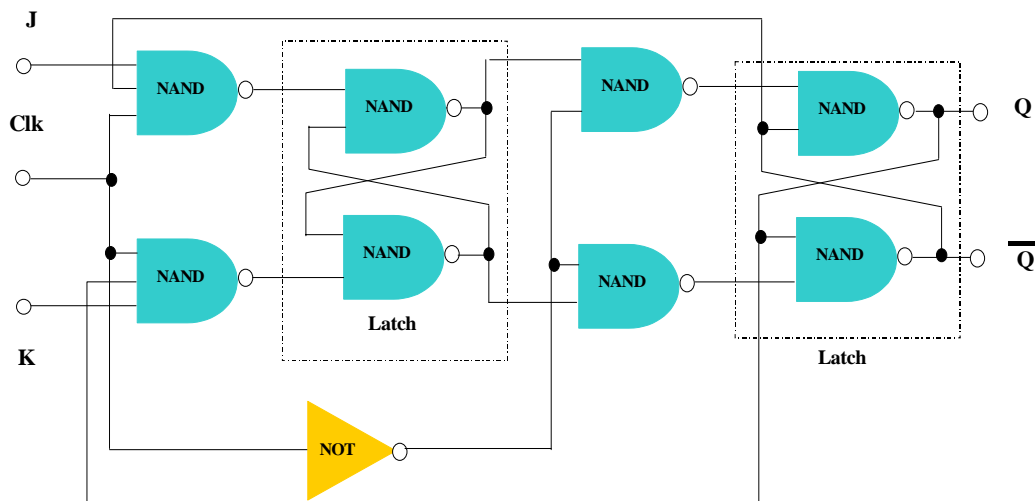 J
NAND
NAND
NAND
NAND
Clk
Q
NAND
NAND
NAND
NAND
Q
Latch
K
Latch
NOT